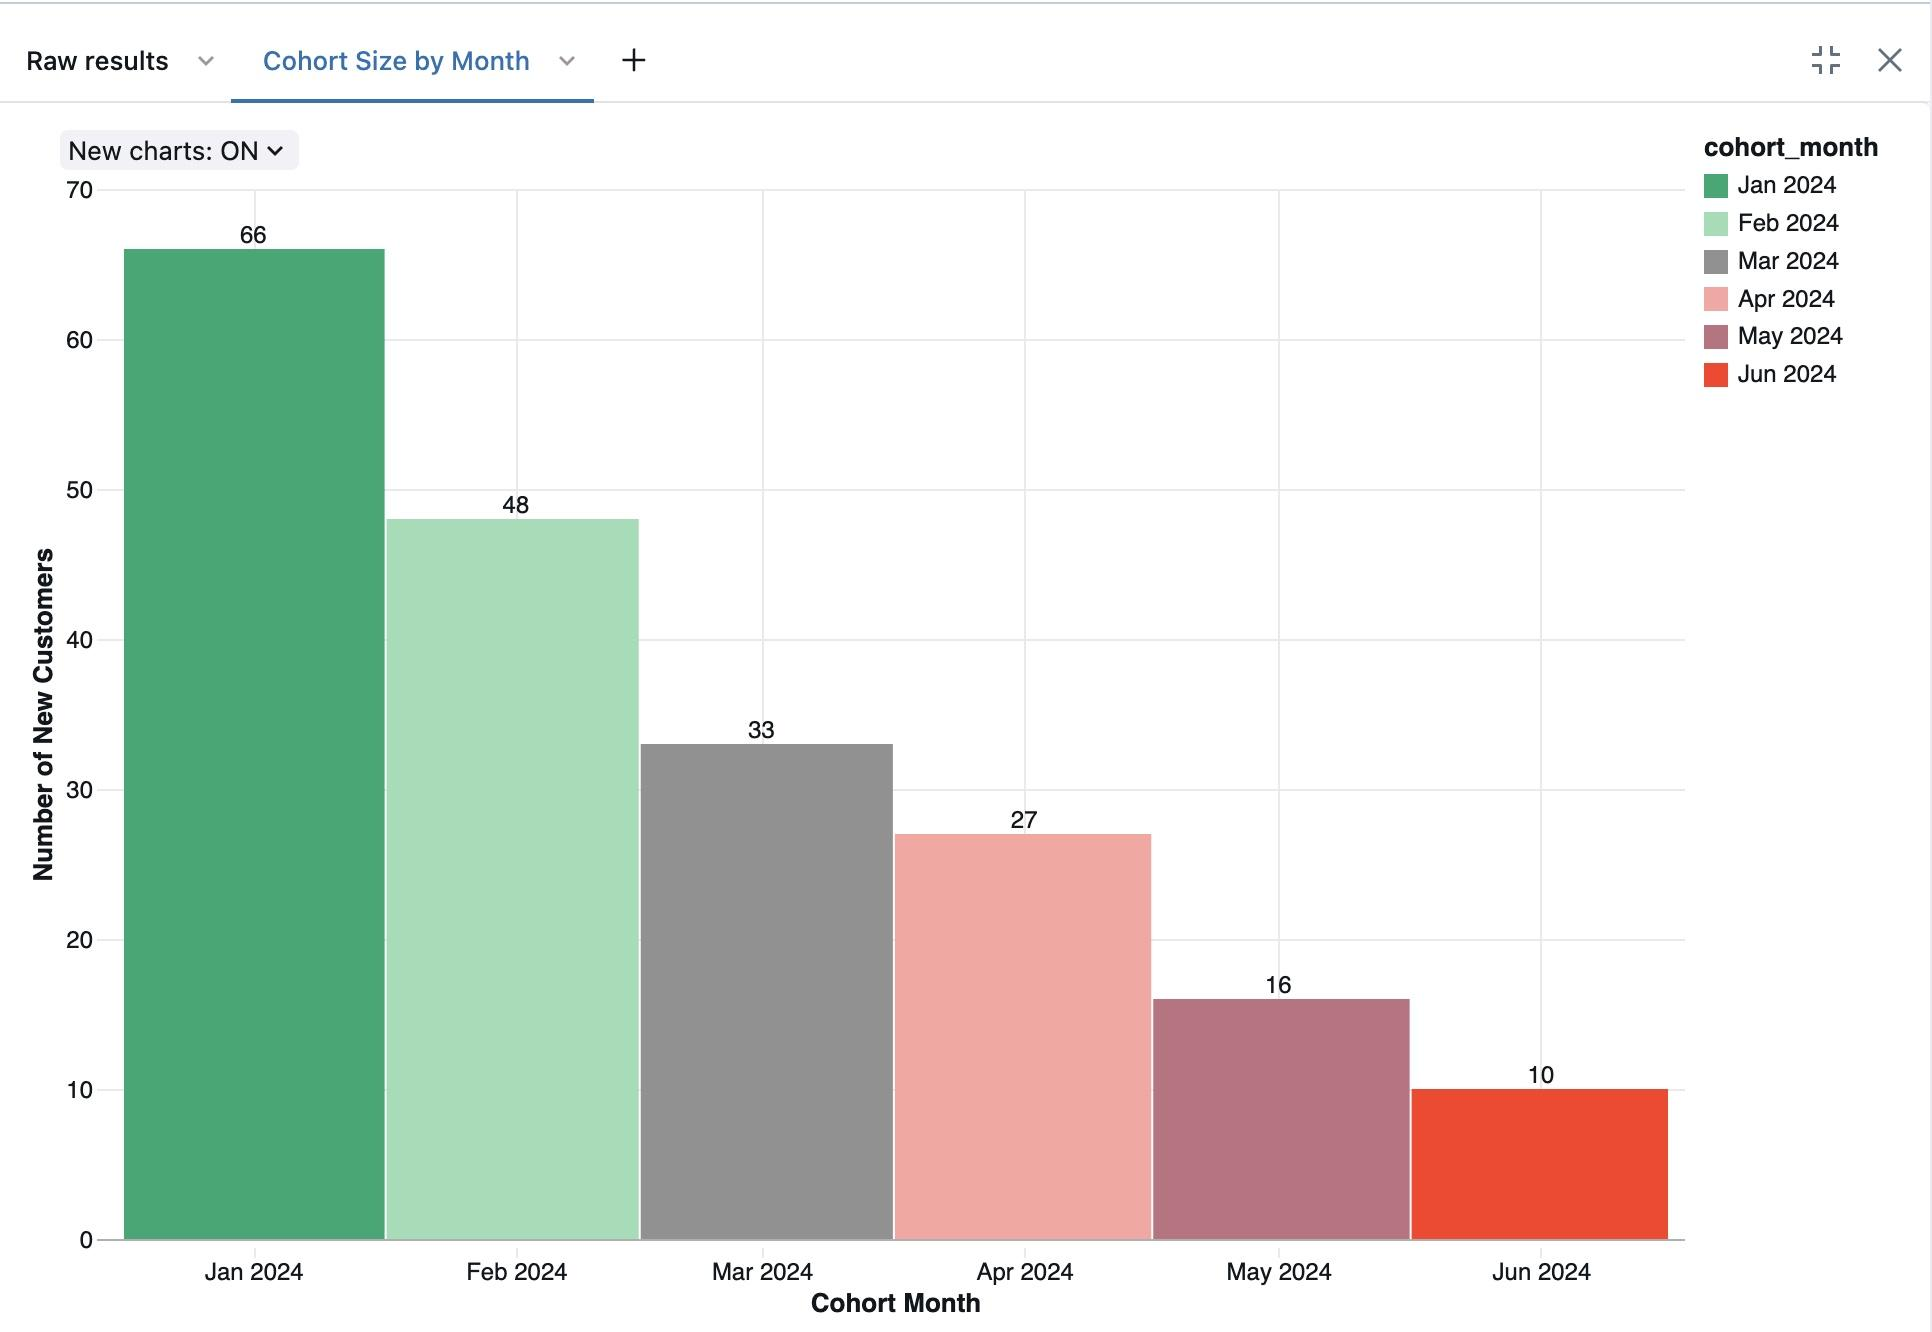 Raw results
Cohort Size by Month
+
New charts: ON
cohort_month
Jan 2024
Feb 2024
Mar 2024
Apr 2024
May 2024
Jun 2024
Number of New Customers
70
60
50
40
30
20
10
0
66
48
33
27
16
10
Jan 2024 Feb 2024 Mar 2024 Apr 2024 May 2024 Jun 2024
Cohort Month